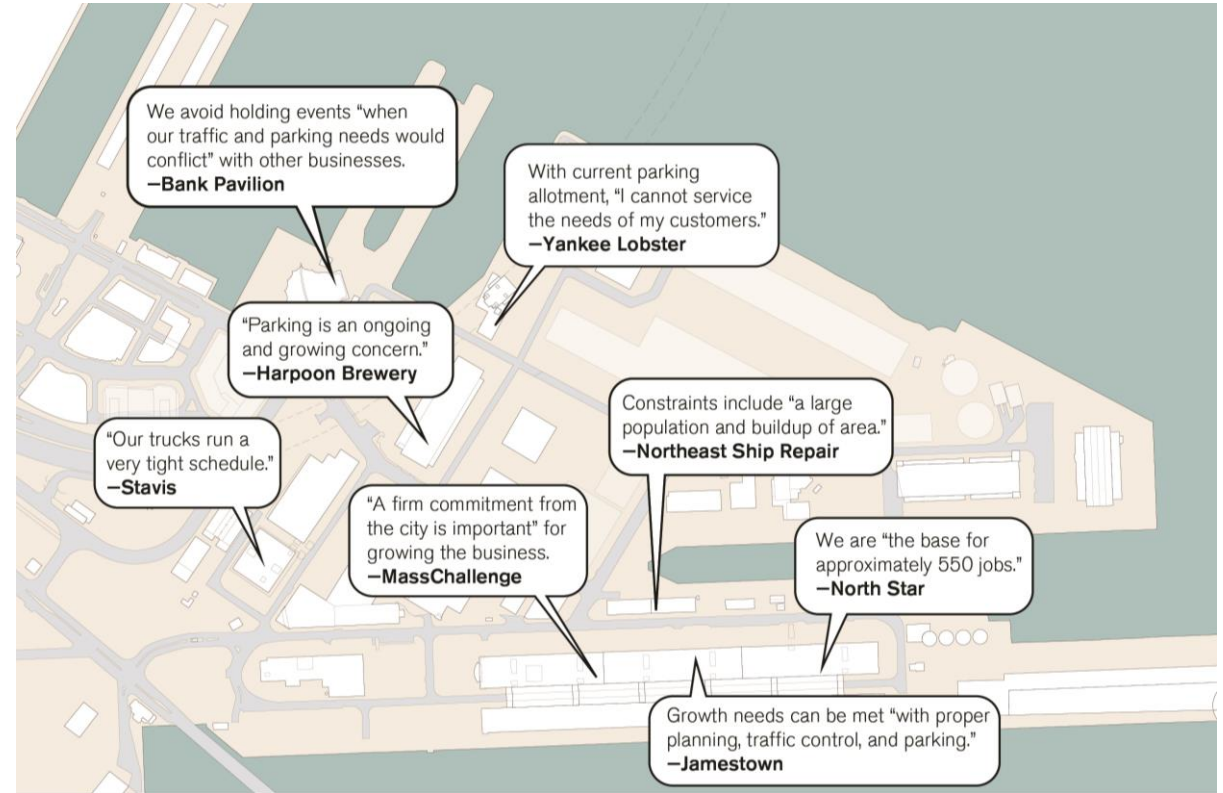 We avoid holding events “when
our traffic and parking needs would
conflict” with other businesses.
—Bank Pavilion
With current parking
allotment, “I cannot service
the needs of my customers.”
—Yankee Lobster
“Parking is an ongoing
and growing concern.”
—Harpoon Brewery
Constraints include “a large
population and buildup of area.”
—Northeast Ship Repair
“Our trucks run a
very tight schedule.”
—Stavis
“A firm commitment from
the city is important” for
growing the business.
—MassChallenge
We are “the base for
approximately 550 jobs.”
—North Star
Growth needs can be met “with proper
planning, traffic control, and parking.”
—Jamestown